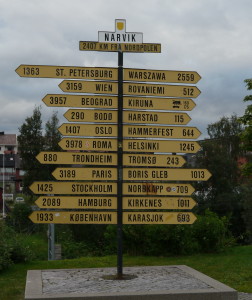 NARVIK
2407 KM FRA NORDPOLEN
1363 ST. PETERSBURG WARSZAWA 2559
3159 WIEN ROVANIEMI 512
3957 BEOGRAD KIRUNA
290 BODØ HARSTAD 115
1407 OSLO HAMMERFEST 644
3978 ROMA HELSINKI 1245
880 TRONDHEIM TROMSØ 243
3189 PARIS BORIS GLEB 1013
1425 STOCKHOLM NORDKAPP 705
2089 HAMBURG KIRKENES 1011
1933 KØBENHAVN KARASJOK 693